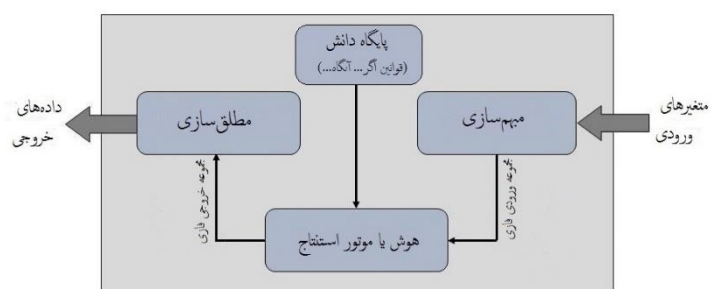 پایگاه دانش
(قوانین اگر... آنگاه...)
متغیرهای
ورودی
مبهم‌سازی
مطلق‌سازی
داده‌های
خروجی
مجموعه ورودی فازی
مجموعه خروجی فازی
هوش یا موتور استنتاج